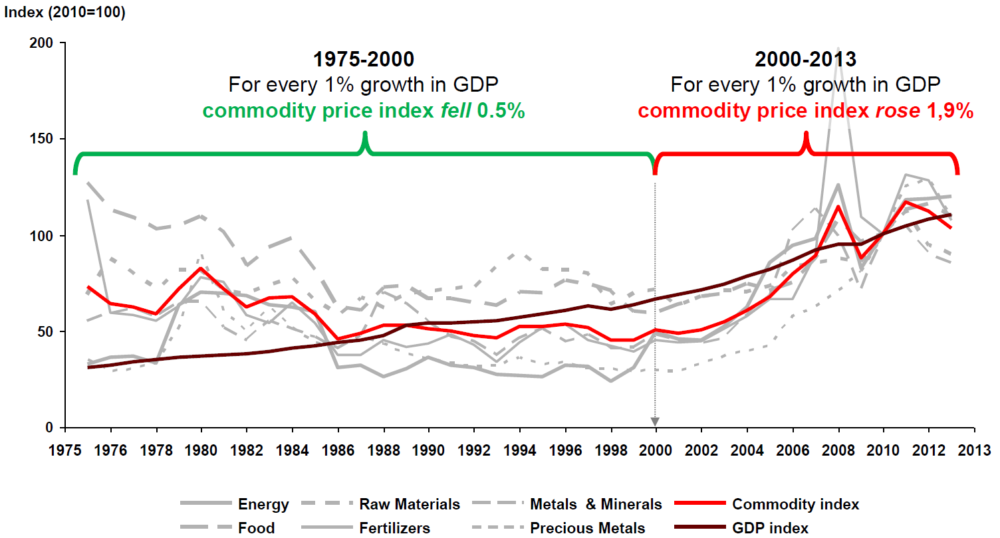 Index (2010=100)
200
150
100
50
0
1975-2000
For every 1% growth in GDP
commodity price index fell 0.5%
2000-2013
For every 1% growth in GDP
commodity price index rose 1,9%
1975 1976 1978 1980 1982 1984 1986 1988 1990 1992 1994 1996 1998 2000 2002 2004 2006 2008 2010 2012 2013
Energy Raw Materials Metals & Minerals Commodity index
Food Fertilizers Precious Metals GDP index